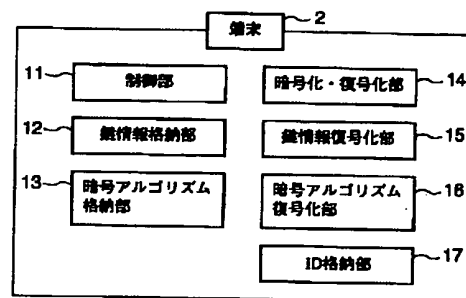 端末
2
11
制御部
暗号化・復号化部
14
12
鍵情報格納部
鍵情報復号化部
15
13
暗号アルゴリズム
格納部
暗号アルゴリズム
復号化部
16
ID格納部
17